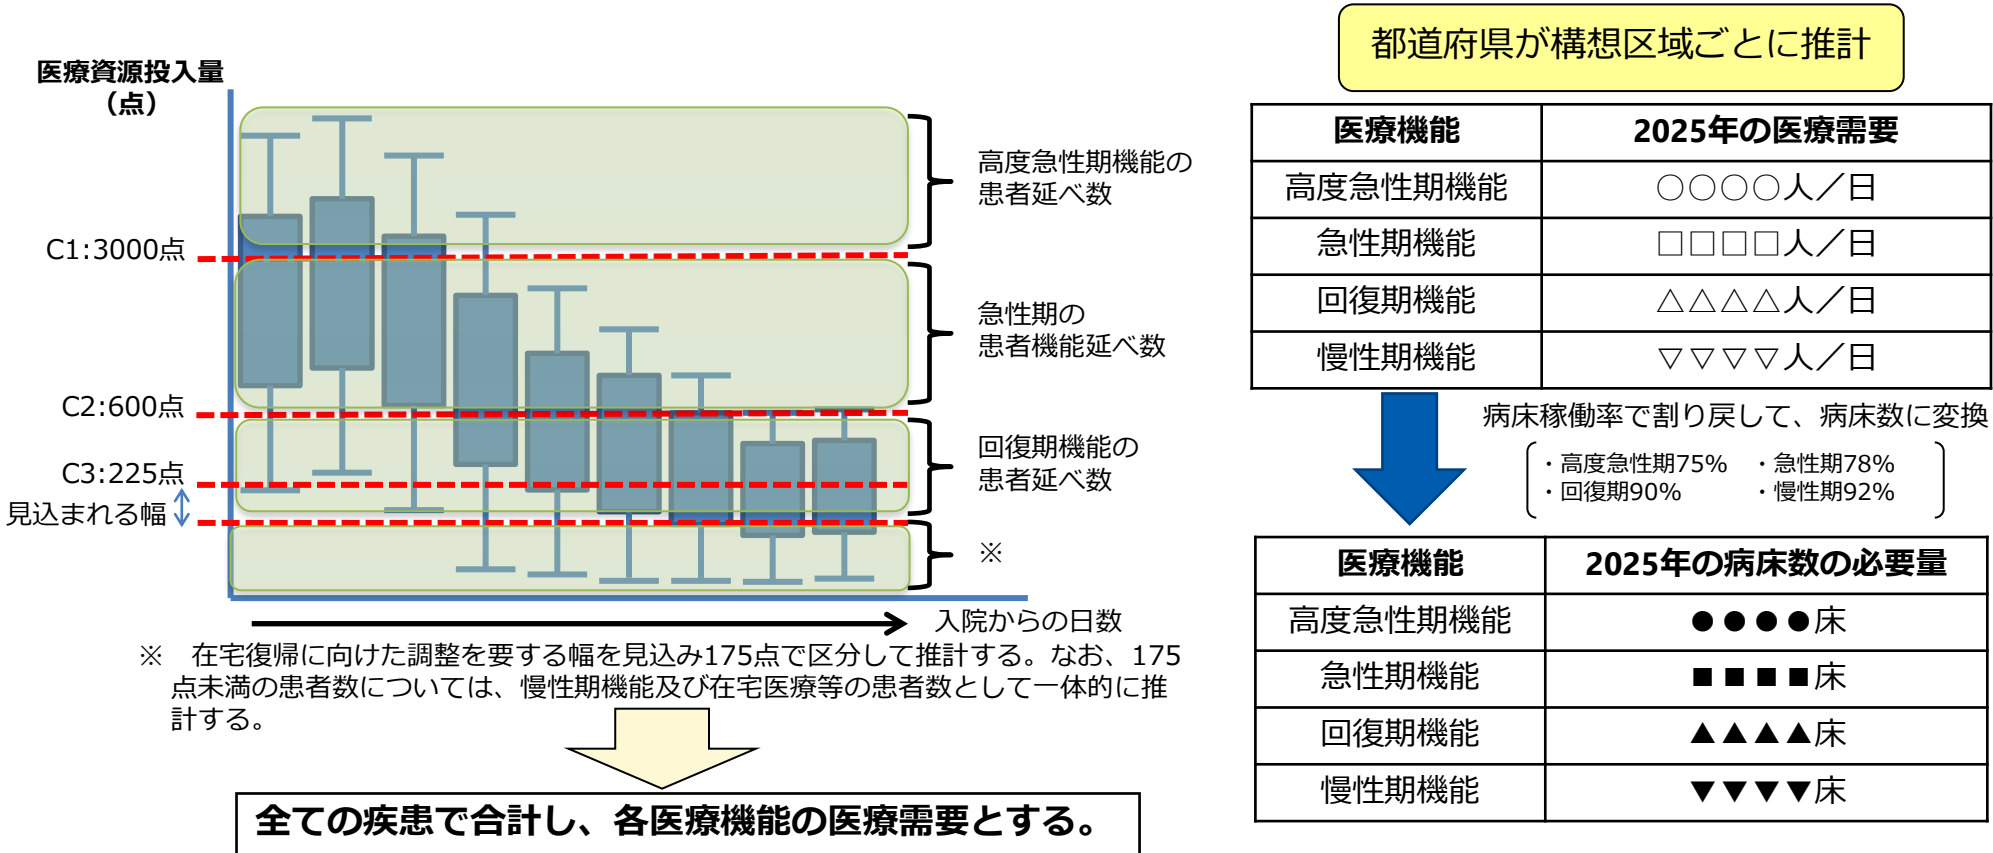 医療資源投入量
（点）
C1:3000点
C2:600点
C3:225点
見込まれる幅
高度急性期機能の
患者延べ数
急性期の
患者機能延べ数
回復期機能の
患者延べ数
※
入院からの日数
※　在宅復帰に向けた調整を要する幅を見込み175点で区分して推計する。なお、175
点未満の患者数については、慢性期機能及び在宅医療等の患者数として一体的に推
計する。
全ての疾患で合計し、各医療機能の医療需要とする。
都道府県が構想区域ごとに推計
医療機能 2025年の医療需要
高度急性期機能 ○○○○人／日
急性期機能 □□□□人／日
回復期機能 △△△△人／日
慢性期機能 ▽▽▽▽人／日
病床稼働率で割り戻して、病床数に変換
・高度急性期75% ・急性期78%
・回復期90% ・慢性期92%
医療機能 2025年の病床数の必要量
高度急性期機能 ●●●●床
急性期機能 ■■■■床
回復期機能 ▲▲▲▲床
慢性期機能 ▼▼▼▼床